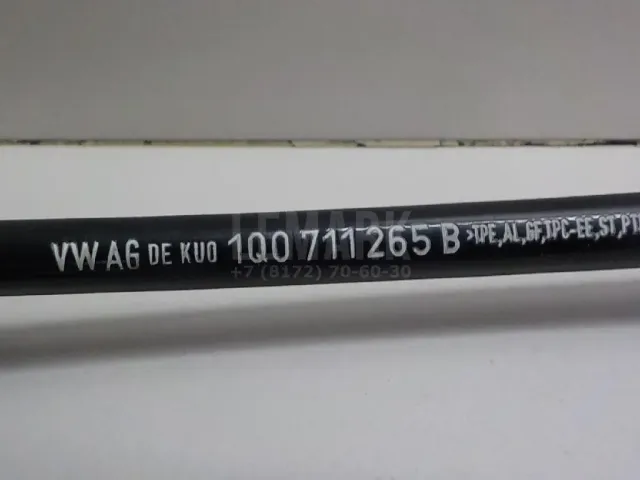 LEMARK
VW AG DE KUO 1Q0 711 265 B >TPE,AL,GF,TPC-EE,ST,PT
+7 (8172) 70-60-30